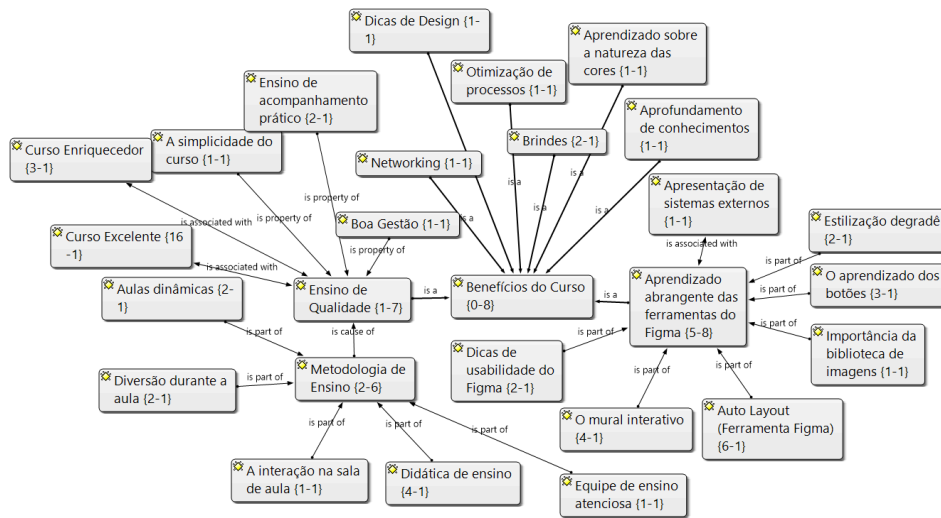 Dicas de Design {1-
1}
Aprendizado sobre
a natureza das
cores {1-1}
Otimização de
processos {1-1}
Ensino de
acompanhamento
prático {2-1}
Aprofundamento
de conhecimentos
{1-1}
Brindes {2-1}
A simplicidade do
curso {1-1}
Curso Enriquecedor
{3-1}
Networking {1-1}
is a
is a
is a
is a
is property of
is property of
is associated with
Apresentação de
sistemas externos
{1-1}
Boa Gestão {1-1}
is property of
Estilização degradê
{2-1}
Curso Excelente {16
-1}
is associated with
is associated with
is part of
O aprendizado dos
botões {3-1}
is part of
Aulas dinâmicas {2-
1}
Ensino de
Qualidade {1-7}
is a
Benefícios do Curso
{0-8}
is a
Aprendizado
abrangente das
ferramentas do
Figma {5-8}
is part of
is cause of
is part of
is part of
Importância da
biblioteca de
imagens {1-1}
Dicas de
usabilidade do
Figma {2-1}
Metodologia de
Ensino {2-6}
Diversão durante a
aula {2-1}
is part of
is part of
is part of
O mural interativo
{4-1}
Auto Layout
(Ferramenta Figma)
{6-1}
is part of
is part of
is part of
A interação na sala
de aula {1-1}
Didática de ensino
{4-1}
Equipe de ensino
atenciosa {1-1}